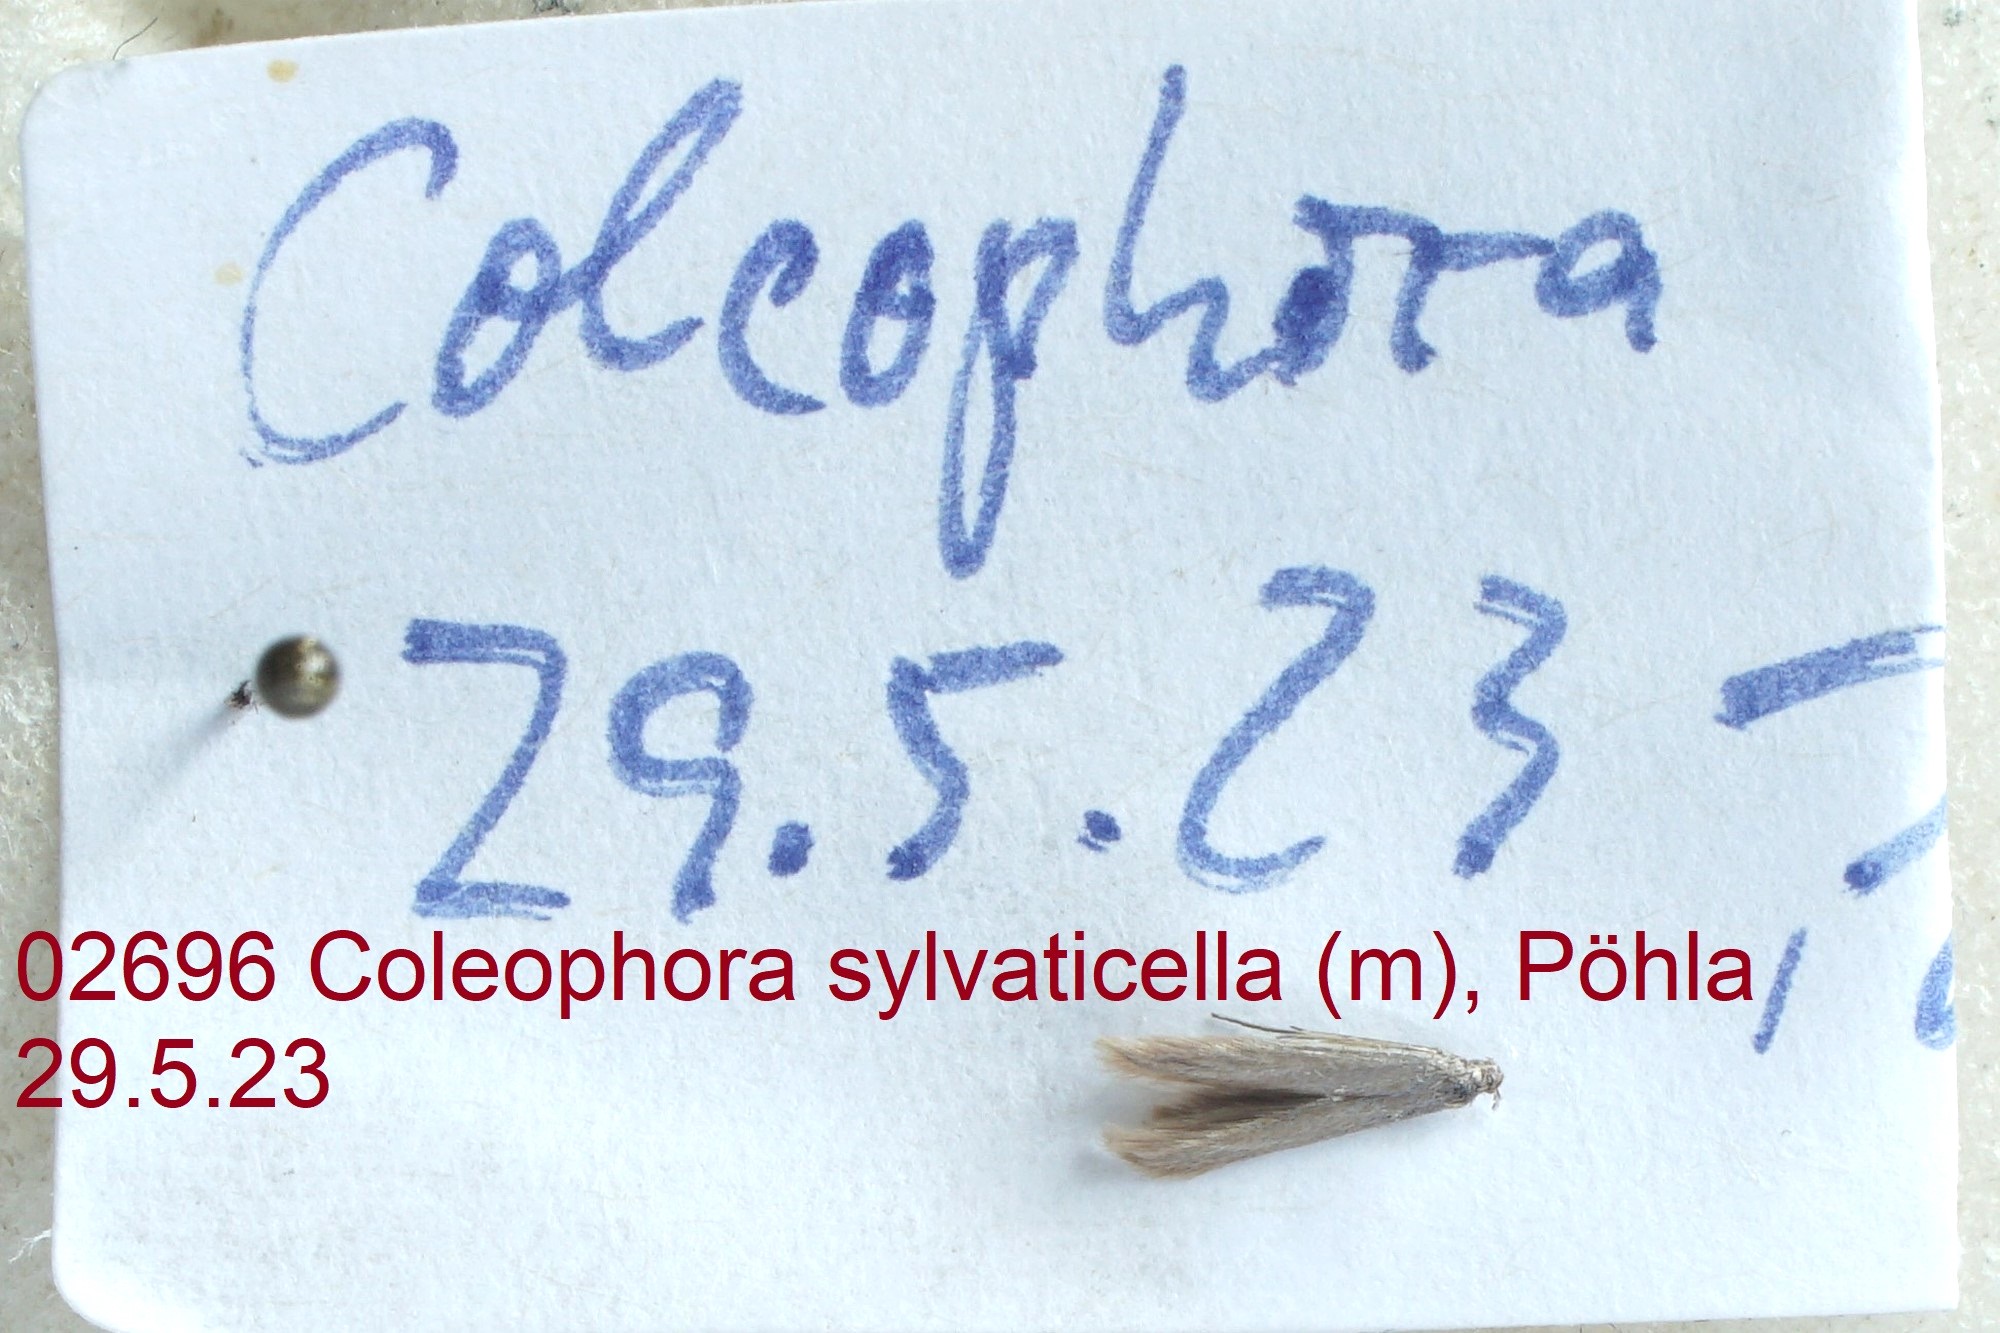 Coleophora
29.5.23 -
02696 Coleophora sylvaticella (m), Pöhla
29.5.23